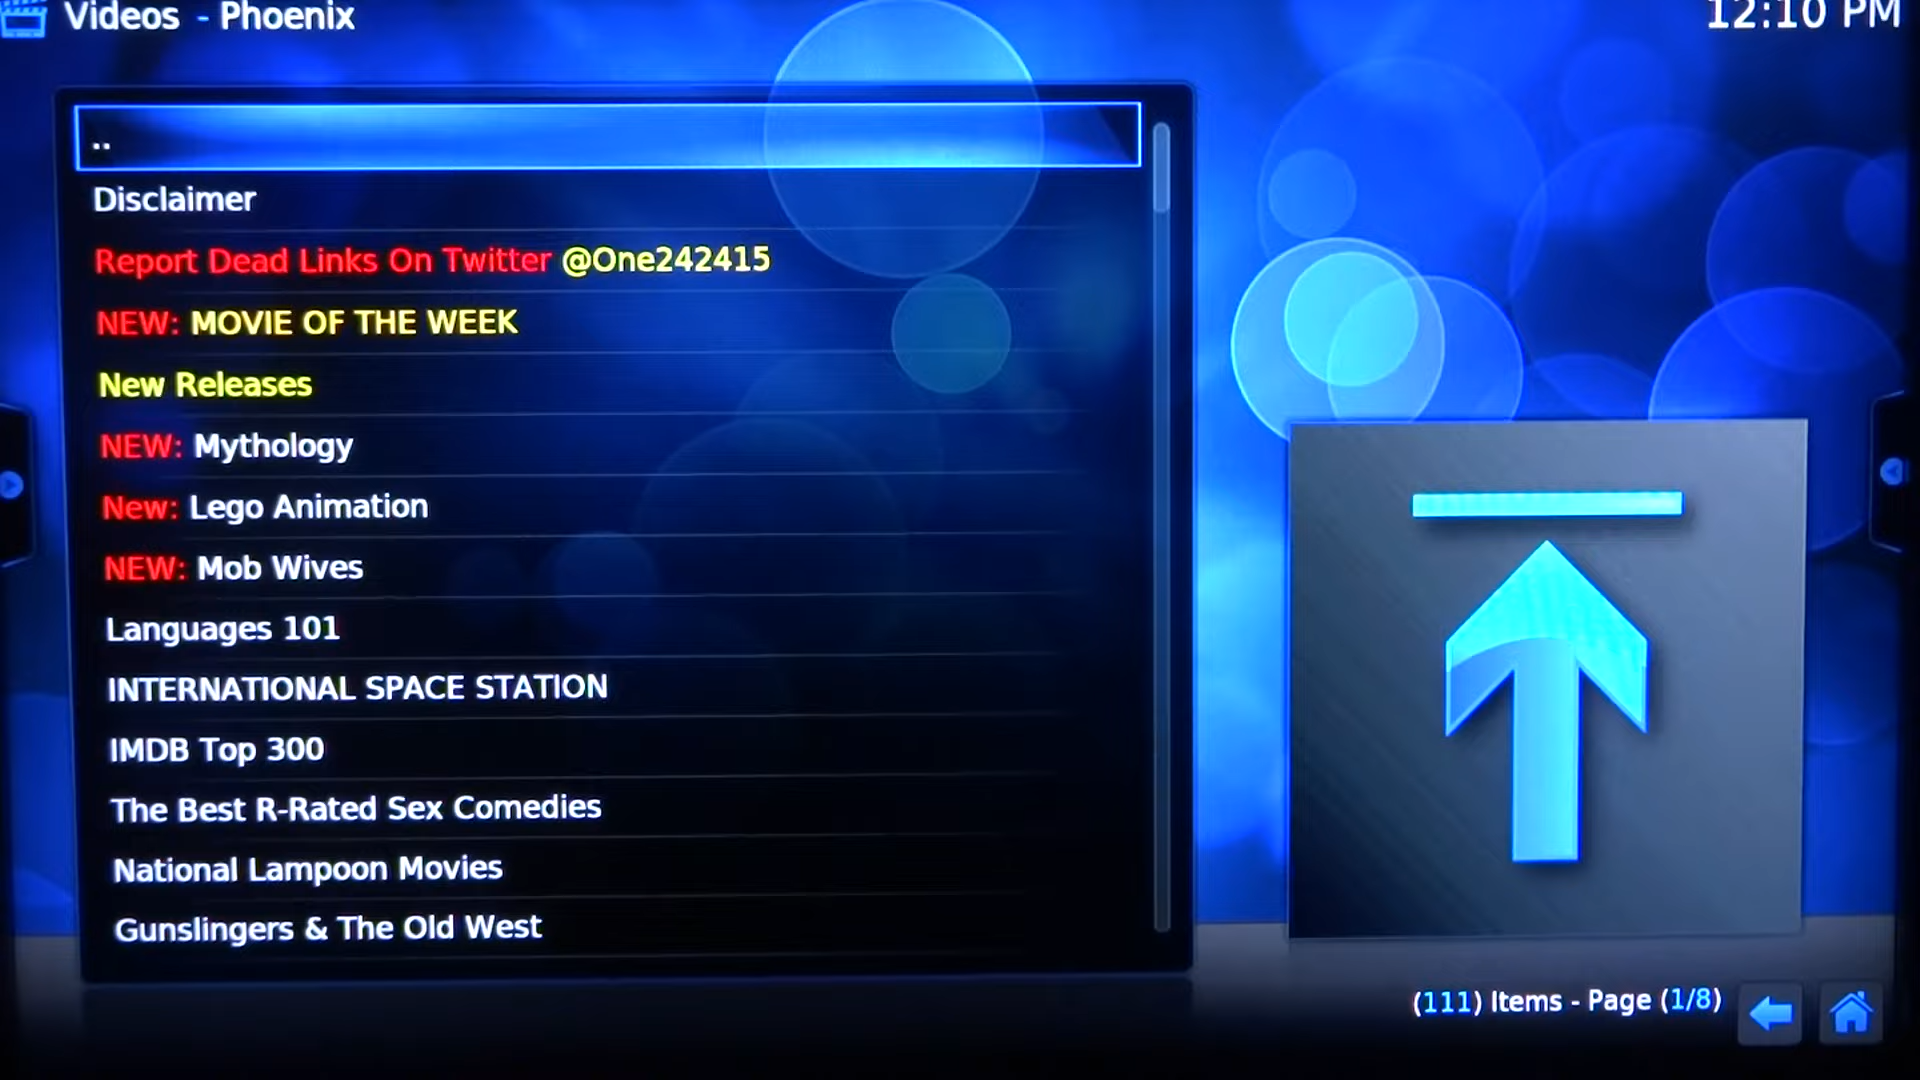 Videos - Phoenix
12:10 PM
..
Disclaimer
Report Dead Links On Twitter @One242415
NEW: MOVIE OF THE WEEK
New Releases
NEW: Mythology
New: Lego Animation
NEW: Mob Wives
Languages 101
INTERNATIONAL SPACE STATION
IMDB Top 300
The Best R-Rated Sex Comedies
National Lampoon Movies
Gunslingers & The Old West
(111) Items - Page (1/8)